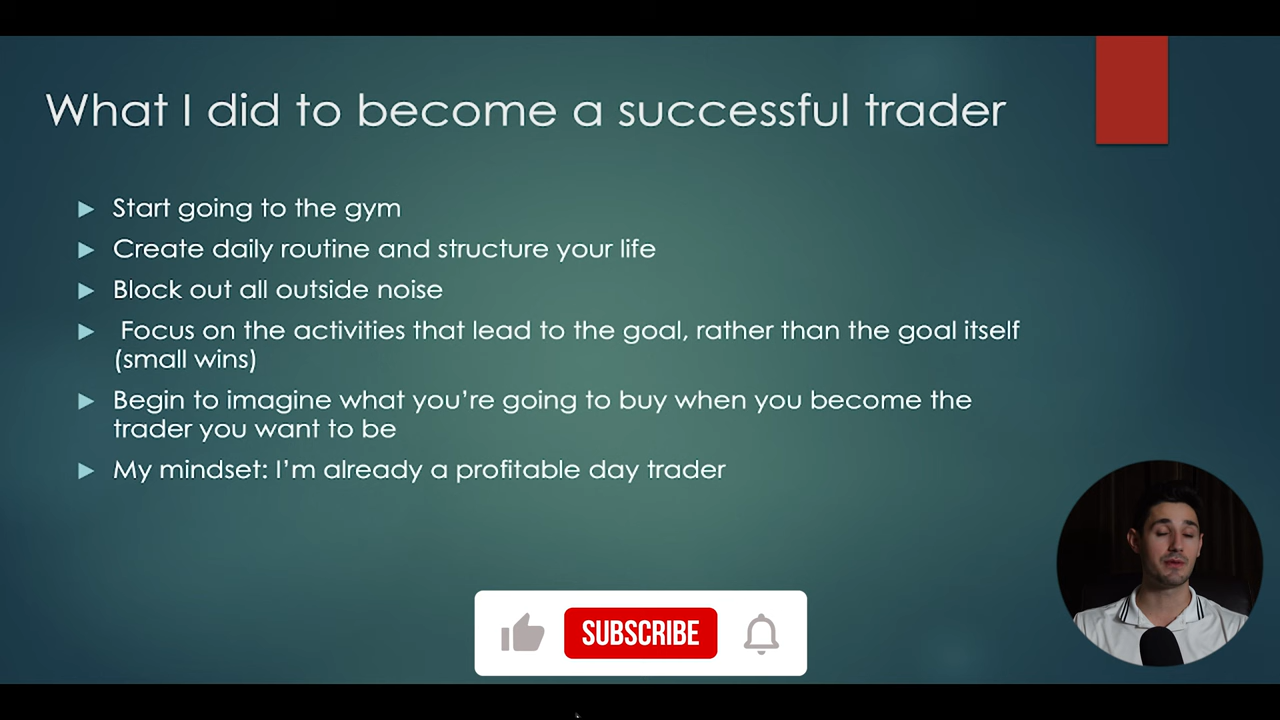 What I did to become a successful trader
Start going to the gym
Create daily routine and structure your life
Block out all outside noise
Focus on the activities that lead to the goal, rather than the goal itself
(small wins)
Begin to imagine what you're going to buy when you become the
trader you want to be
My mindset: I'm already a profitable day trader
SUBSCRIBE